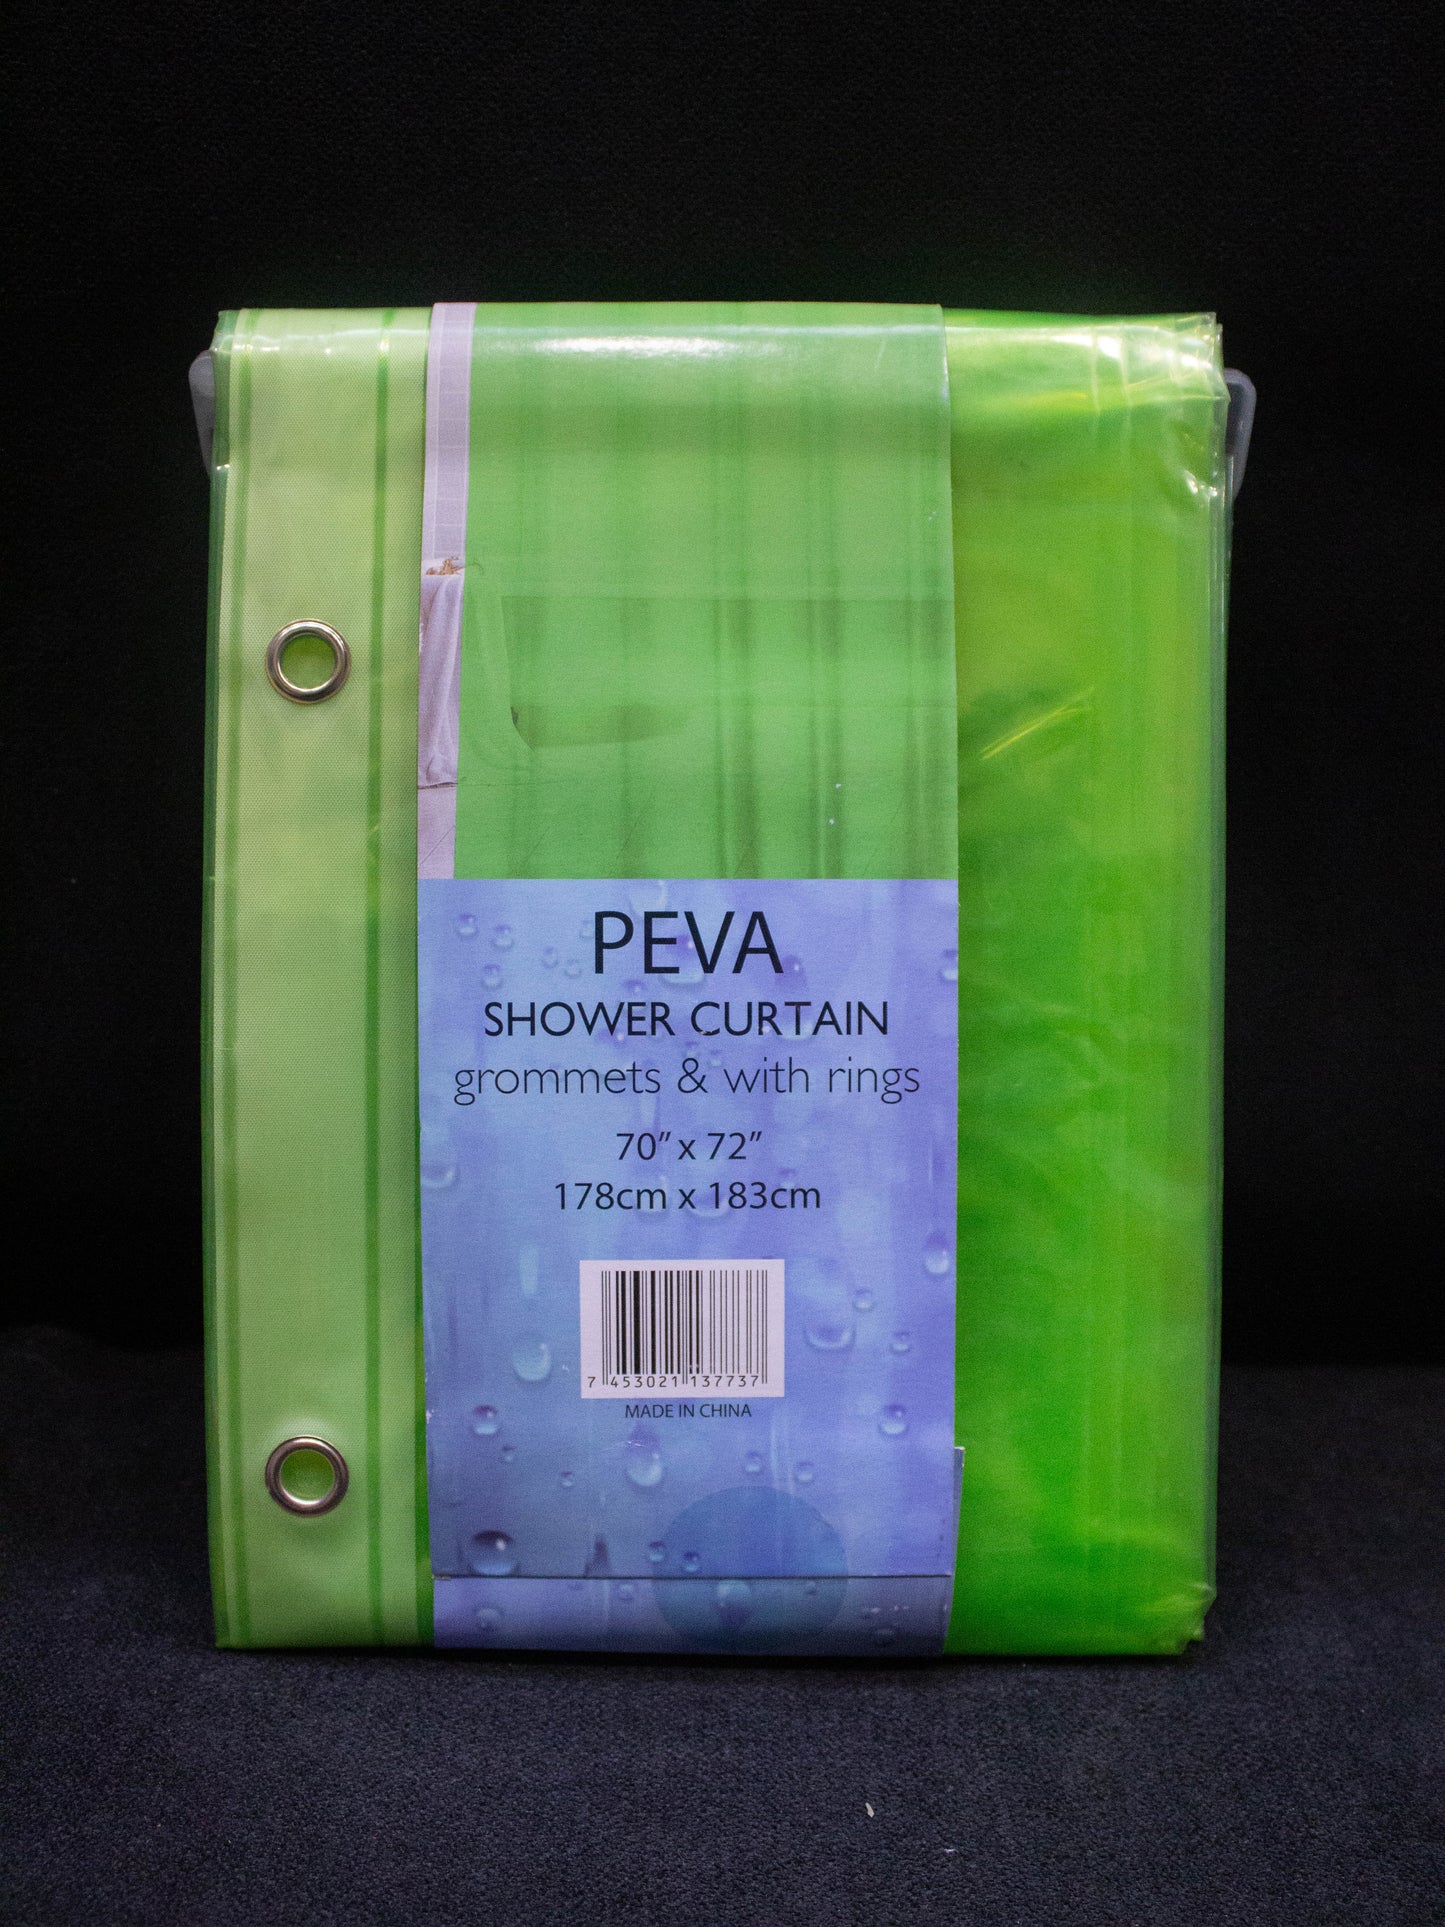 PEVA
SHOWER CURTAIN
grommets & with rings
70" x 72"
178cm x 183cm
7 453021 137737
MADE IN CHINA